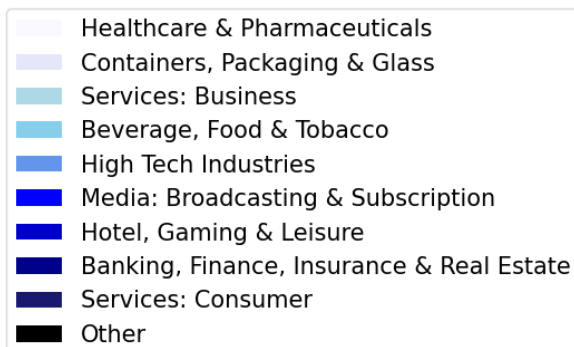 Healthcare & Pharmaceuticals
Containers, Packaging & Glass
Services: Business
Beverage, Food & Tobacco
High Tech Industries
Media: Broadcasting & Subscription
Hotel, Gaming & Leisure
Banking, Finance, Insurance & Real Estate
Services: Consumer
Other